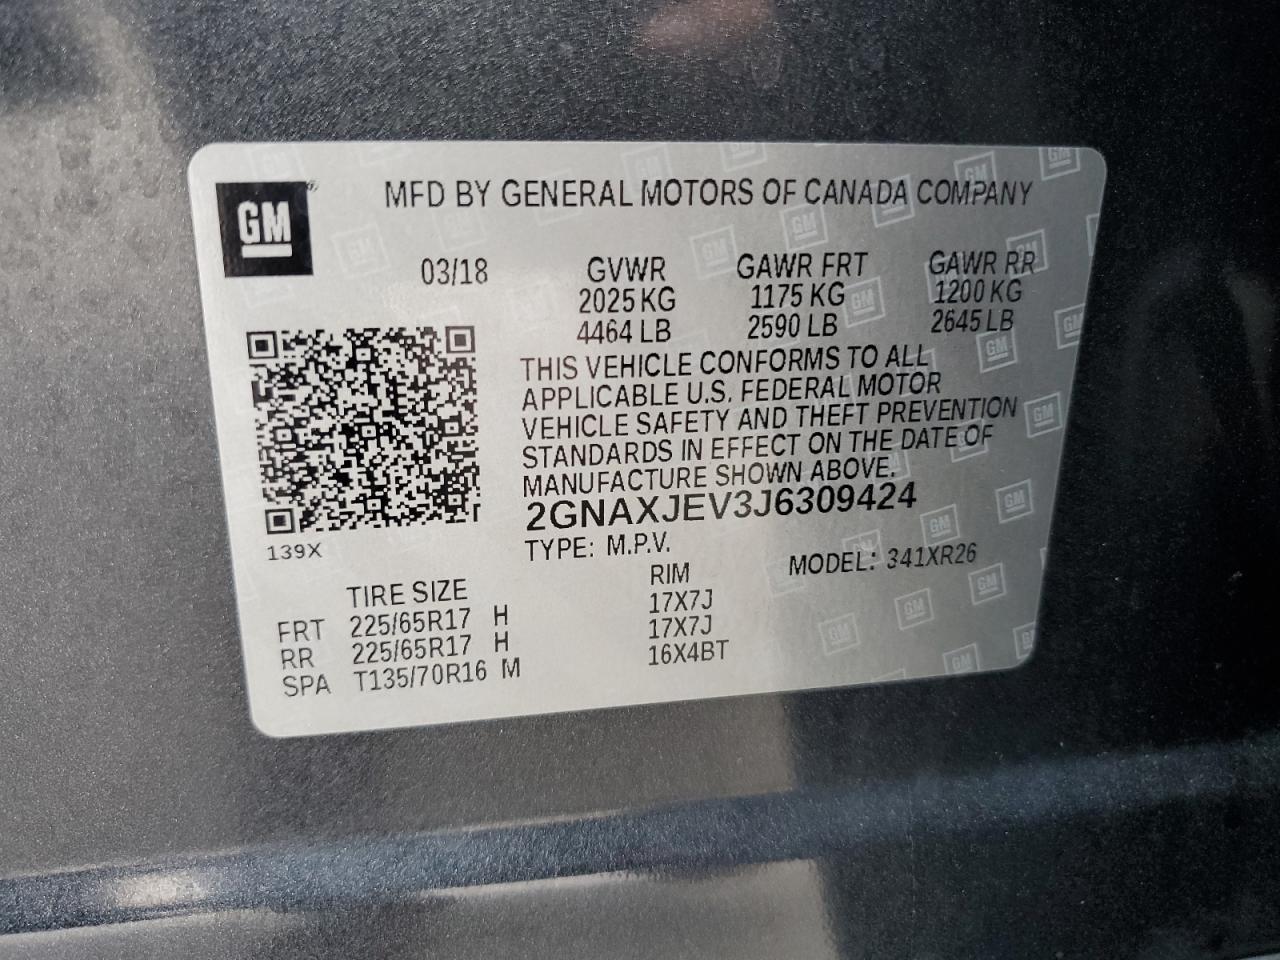 GM
MFD BY GENERAL MOTORS OF CANADA COMPANY
03/18 GVWR GAWR FRT GAWR RR
2025 KG 1175 KG 1200 KG
4464 LB 2590 LB 2645 LB
THIS VEHICLE CONFORMS TO ALL
APPLICABLE U.S. FEDERAL MOTOR
VEHICLE SAFETY AND THEFT PREVENTION
STANDARDS IN EFFECT ON THE DATE OF
MANUFACTURE SHOWN ABOVE.
2GNAXJEV3J6309424
139X
TYPE: M.P.V. MODEL: 341XR26
TIRE SIZE RIM
FRT 225/65R17 H 17X7J
RR 225/65R17 H 17X7J
SPA T135/70R16 M 16X4BT